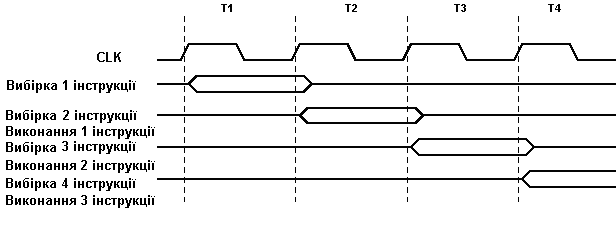 T1 T2 T3 T4
CLK
Вибірка 1 інструкції
Вибірка 2 інструкції
Виконання 1 інструкції
Вибірка 3 інструкції
Виконання 2 інструкції
Вибірка 4 інструкції
Виконання 3 інструкції